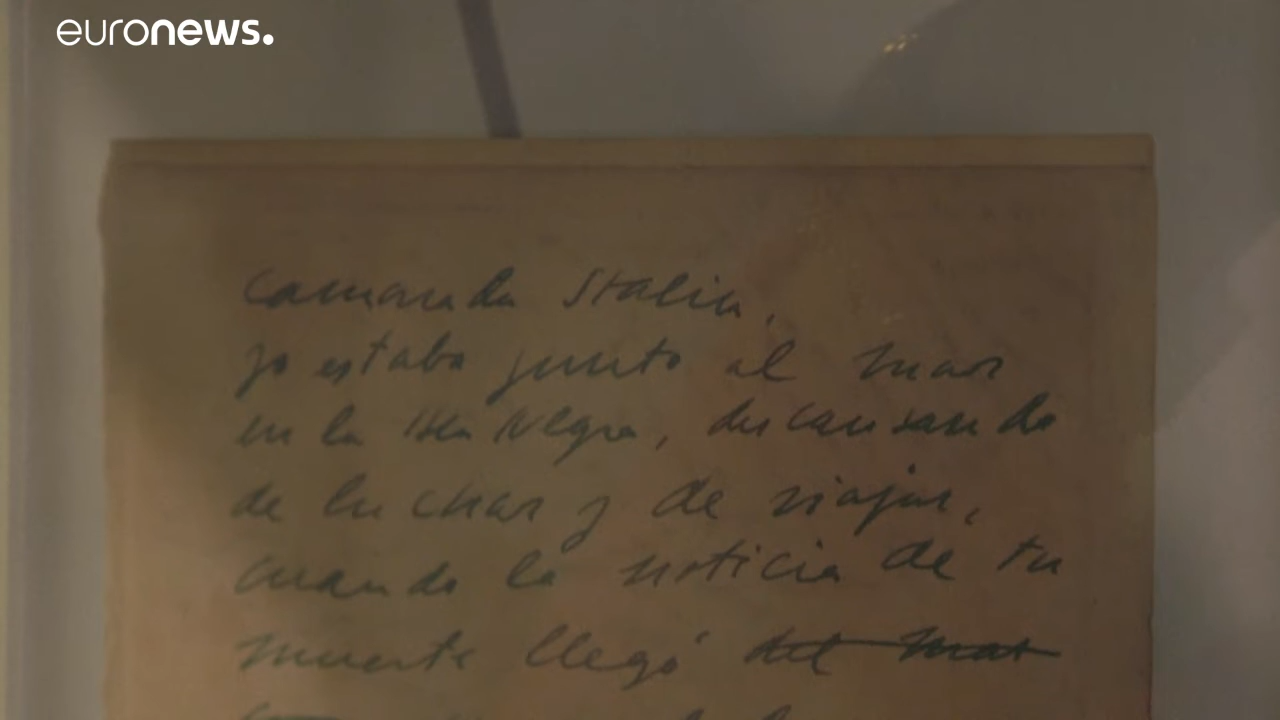 euronews.
Camarada Stalin,
yo estaba junto al mar
en la Isla Negra, descansando
de luchas y de viajes,
cuando la noticia de tu
muerte llegó del mar